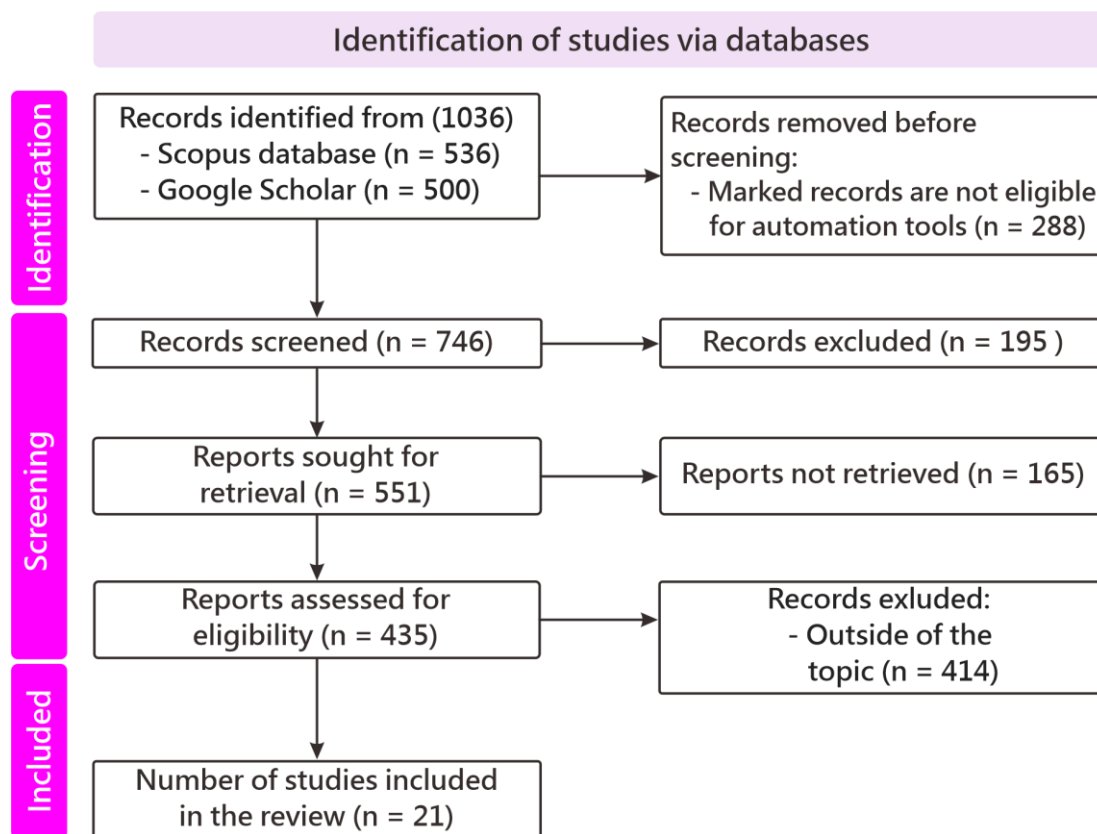 Identification of studies via databases
Identification
Records identified from (1036)
- Scopus database (n = 536)
- Google Scholar (n = 500)
Records removed before
screening:
- Marked records are not eligible
for automation tools (n = 288)
Screening
Records screened (n = 746)
Records excluded (n = 195 )
Reports sought for
retrieval (n = 551)
Reports not retrieved (n = 165)
Reports assessed for
eligibility (n = 435)
Records exluded:
- Outside of the
topic (n = 414)
Included
Number of studies included
in the review (n = 21)